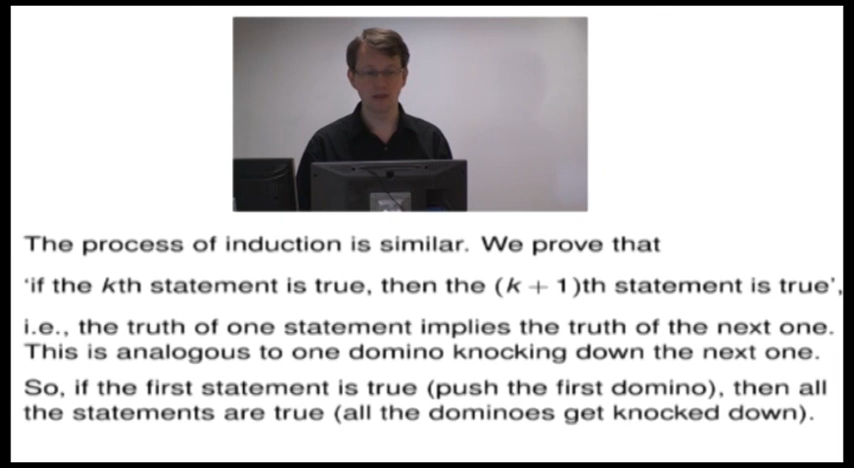 The process of induction is similar. We prove that
‘if the kth statement is true, then the (k + 1)th statement is true’,
i.e., the truth of one statement implies the truth of the next one.
This is analogous to one domino knocking down the next one.
So, if the first statement is true (push the first domino), then all
the statements are true (all the dominoes get knocked down).